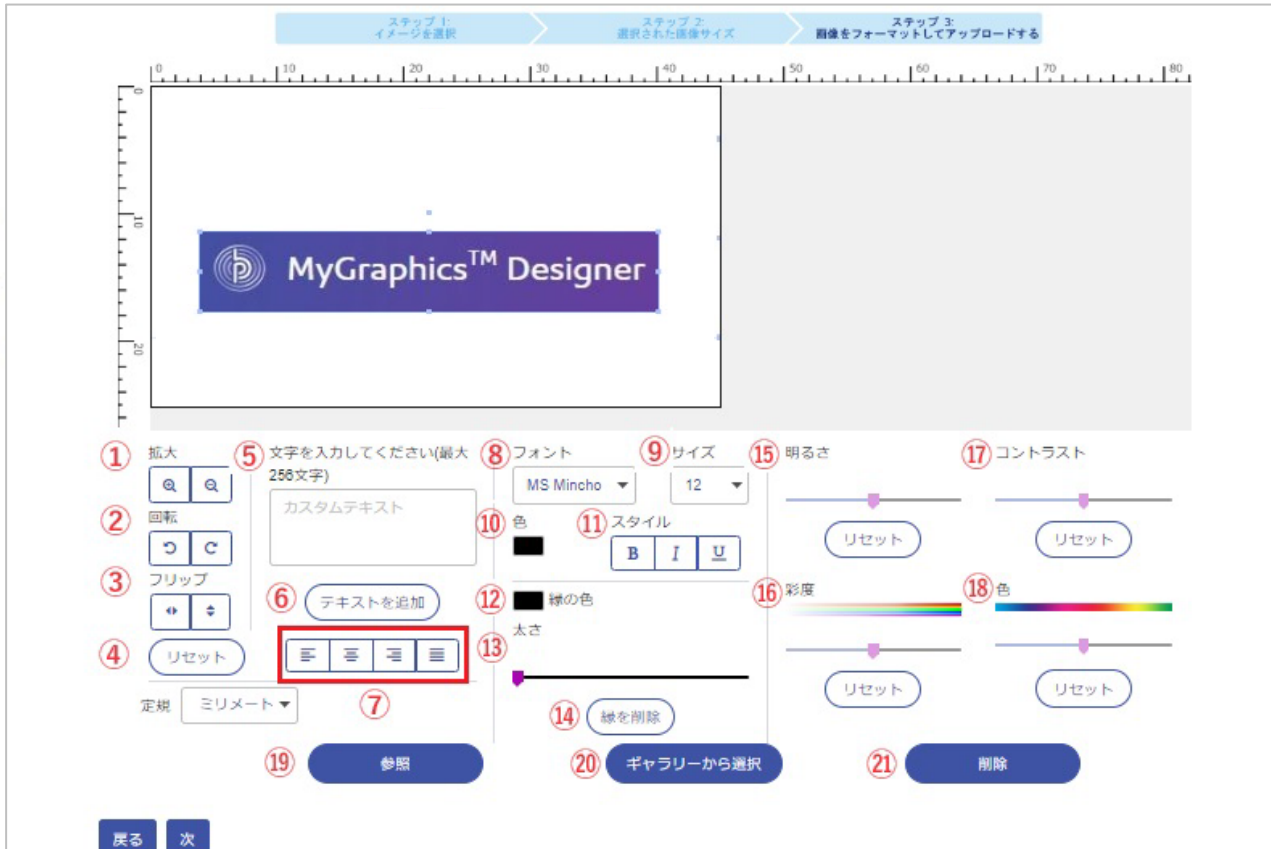 ステップ 1:
イメージを選択
ステップ 2:
選択された画像サイズ
ステップ 3:
画像をフォーマットしてアップロードする
0 10 20 30 40 50 60 70 80
0
10
20
MyGraphics™ Designer
① 拡大
② 回転
③ フリップ
④ リセット
定規 ミリメート
⑤ 文字を入力してください(最大
256文字)
カスタムテキスト
⑥ テキストを追加
⑦
⑧ フォント
MS Mincho
⑨ サイズ
12
⑩ 色
⑪ スタイル
B I U
⑫ 縁の色
⑬ 太さ
⑭ 縁を削除
⑮ 明るさ
リセット
⑰ コントラスト
リセット
⑯ 彩度
リセット
⑱ 色
リセット
⑲ 参照
⑳ ギャラリーから選択
㉑ 削除
戻る 次